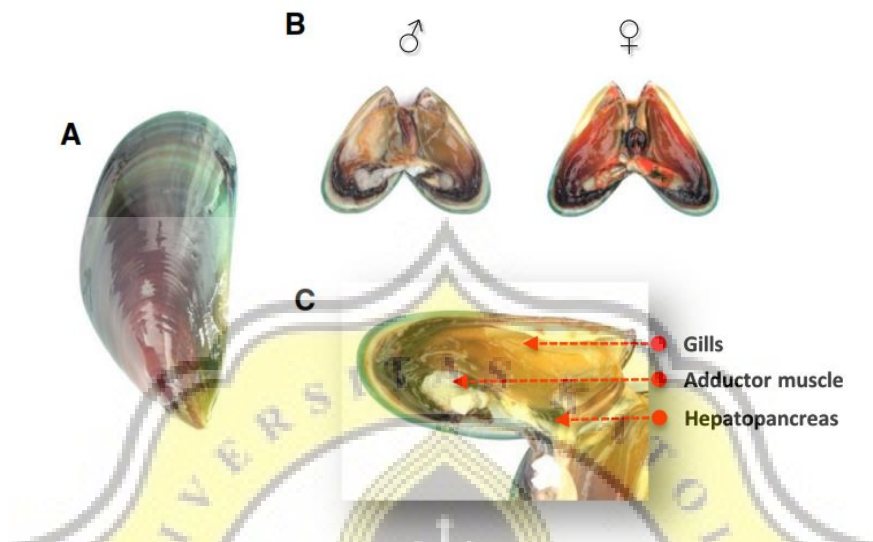 B
♂ ♀
A
C
Gills
Adductor muscle
Hepatopancreas